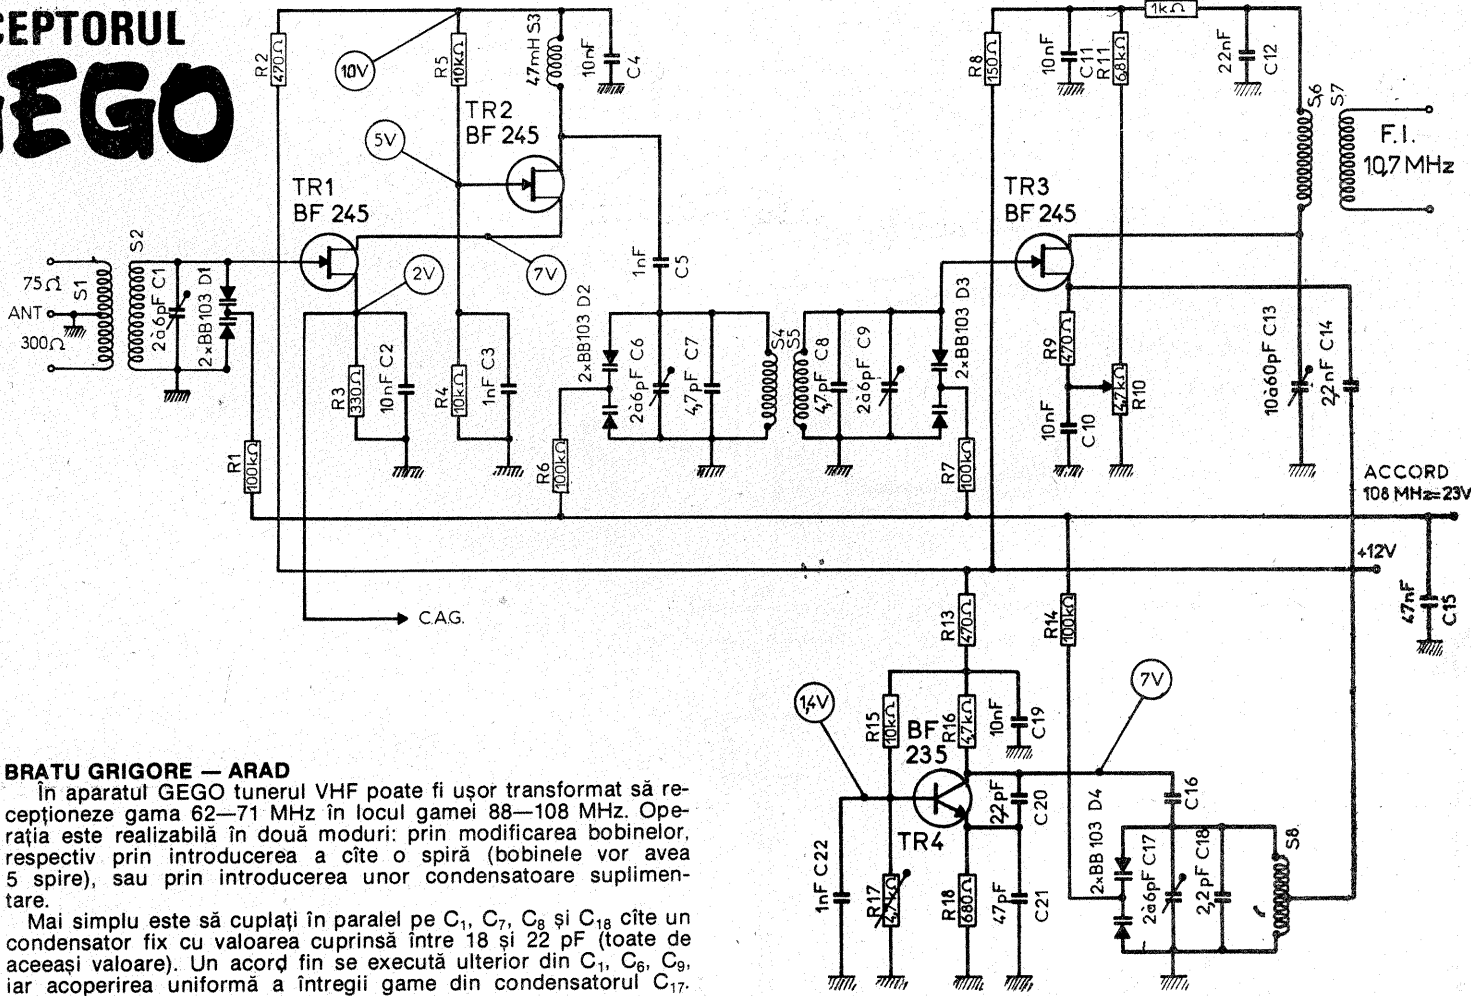 CEPTORUL
GEGO
R2
470Ω
10V
R5
10kΩ
47mH S3
10nF
C4
TR2
BF 245
5V
TR1
BF 245
S2
75Ω
S1
ANT
300Ω
2à6pF C1
2×BB103 D1
2V
7V
1nF
C5
R1
100kΩ
R3
330Ω
10nF C2
R4
10kΩ
1nF C3
R6
100kΩ
2×BB103 D2
2à6pF C6
4,7pF C7
S4
S5
4,7pF C8
2à6pF C9
2×BB103 D3
R7
100kΩ
R8
150Ω
10nF
C11
R11
6,8kΩ
1kΩ
22nF
C12
S6
S7
F.I.
10,7 MHz
TR3
BF 245
R9
470Ω
10nF
C10
4,7kΩ
R10
10à60pF C13
2,2nF C14
ACCORD
108 MHz=23V
+12V
47nF
C15
C.A.G.
R13
470Ω
R14
100kΩ
7V
1,4V
R15
10kΩ
BF
235
R16
4,7kΩ
10nF
C19
TR4
22pF
C20
C16
1nF C22
R17
4,7kΩ
R18
680Ω
47pF
C21
2×BB103 D4
2à6pF C17
2,2pF C18
S8
BRATU GRIGORE — ARAD
În aparatul GEGO tunerul VHF poate fi ușor transformat să re-
cepționeze gama 62—71 MHz în locul gamei 88—108 MHz. Ope-
rația este realizabilă în două moduri: prin modificarea bobinelor,
respectiv prin introducerea a cîte o spiră (bobinele vor avea
5 spire), sau prin introducerea unor condensatoare suplimen-
tare.
Mai simplu este să cuplați în paralel pe C₁, C₇, C₈ și C₁₈ cîte un
condensator fix cu valoarea cuprinsă între 18 și 22 pF (toate de
aceeași valoare). Un acord fin se execută ulterior din C₁, C₆, C₉,
iar acoperirea uniformă a întregii game din condensatorul C₁₇.